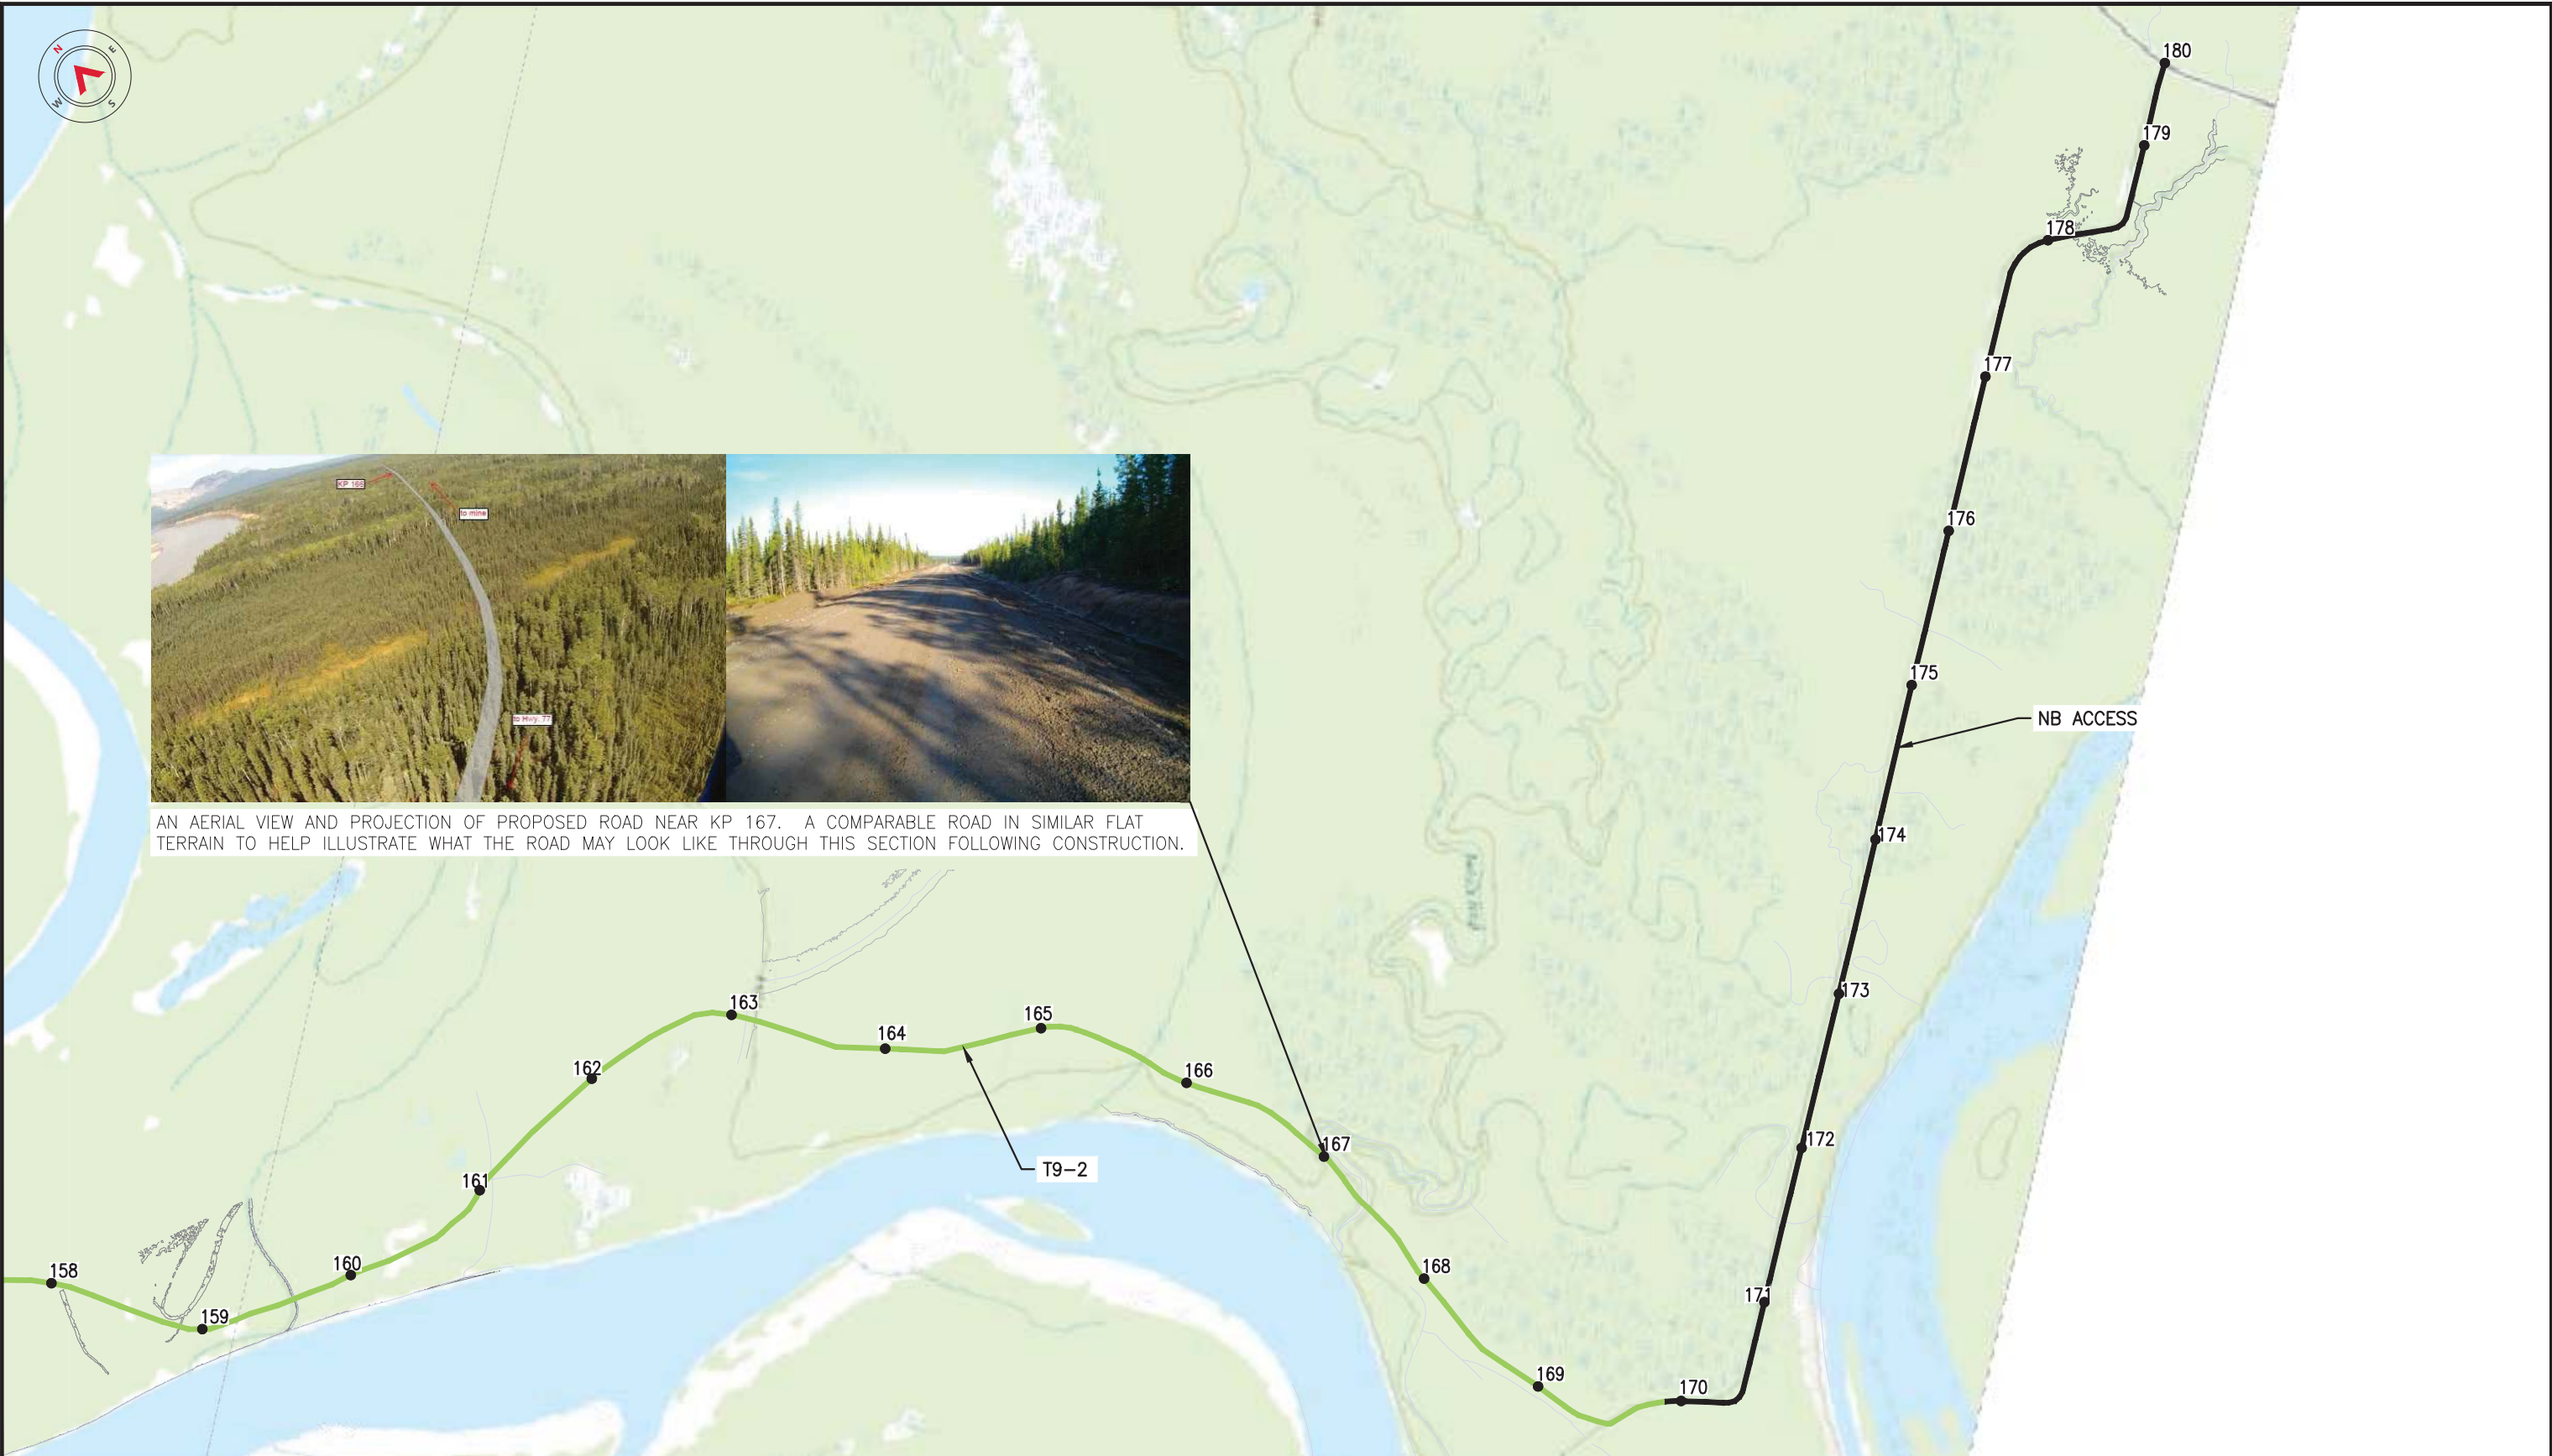 N
E
W
S
180
179
178
177
176
175
174
173
172
171
170
169
168
167
166
165
164
163
162
161
160
159
158
NB ACCESS
T9-2
KP 166
to mine
to Hwy. 77
AN AERIAL VIEW AND PROJECTION OF PROPOSED ROAD NEAR KP 167. A COMPARABLE ROAD IN SIMILAR FLAT
TERRAIN TO HELP ILLUSTRATE WHAT THE ROAD MAY LOOK LIKE THROUGH THIS SECTION FOLLOWING CONSTRUCTION.